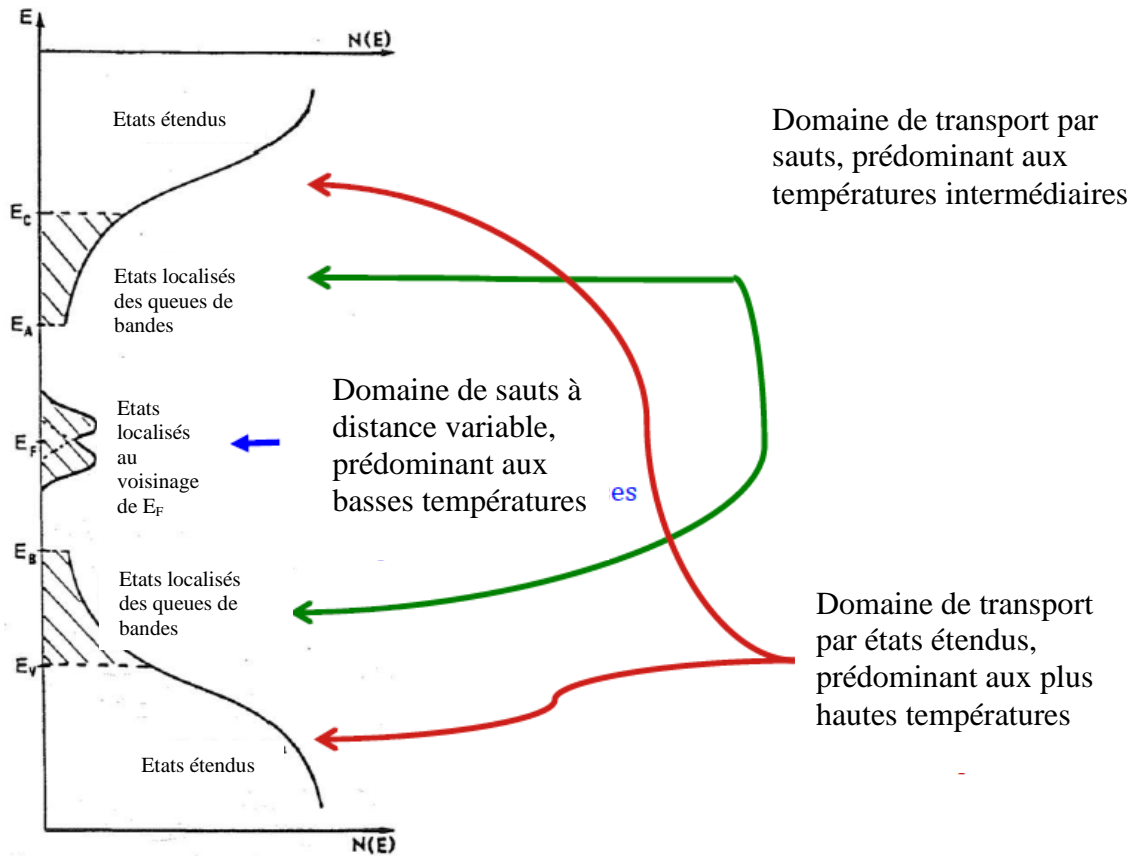 E
N(E)
Etats étendus
Domaine de transport par
sauts, prédominant aux
températures intermédiaires
E_C
Etats localisés
des queues de
bandes
E_A
Domaine de sauts à
distance variable,
prédominant aux
basses températures
es
Etats
localisés
au
voisinage
de E_F
E_F
E_B
Etats localisés
des queues de
bandes
Domaine de transport
par états étendus,
prédominant aux plus
hautes températures
E_V
Etats étendus
N(E)